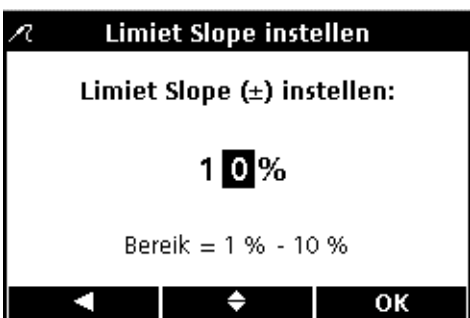 Limiet Slope instellen
Limiet Slope (±) instellen:
10%
Bereik = 1 % - 10 %
OK